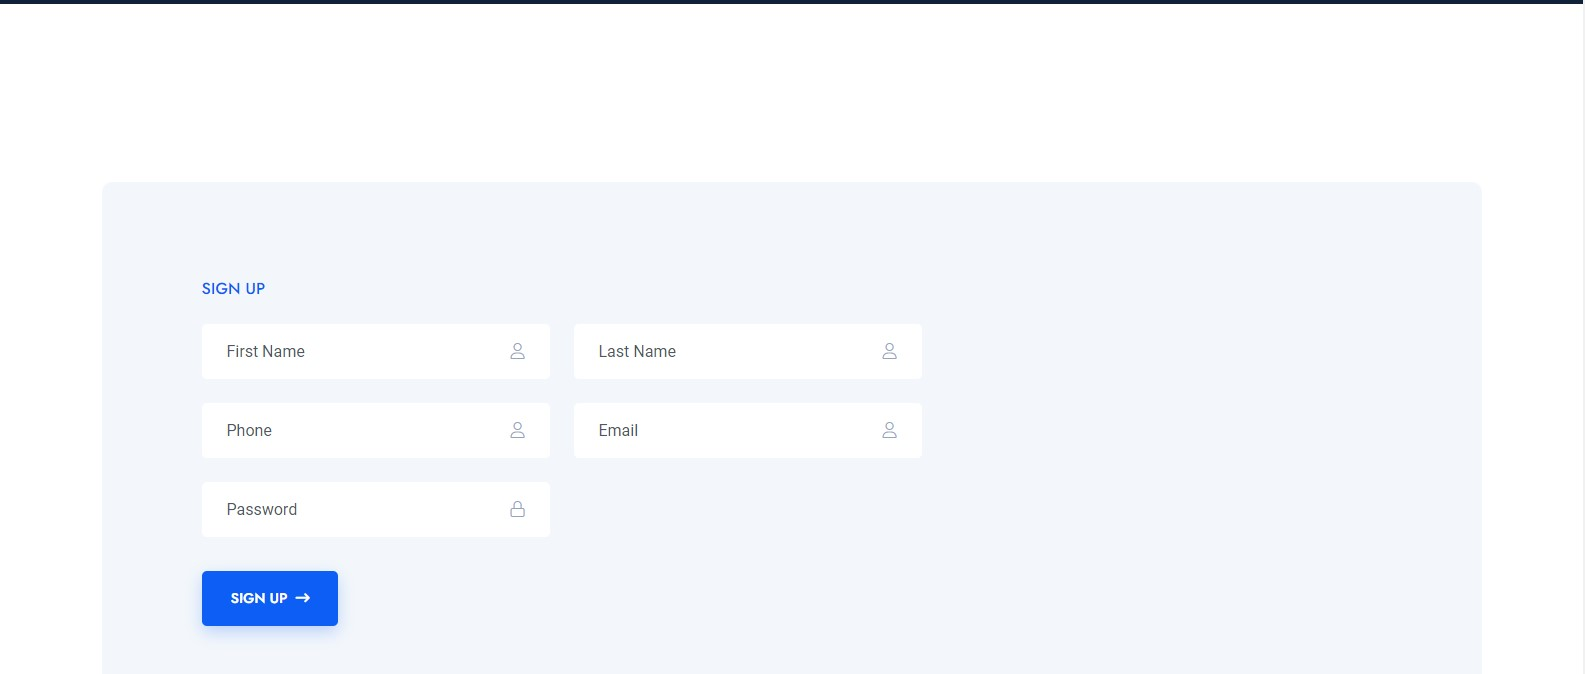 SIGN UP
First Name
Last Name
Phone
Email
Password
SIGN UP